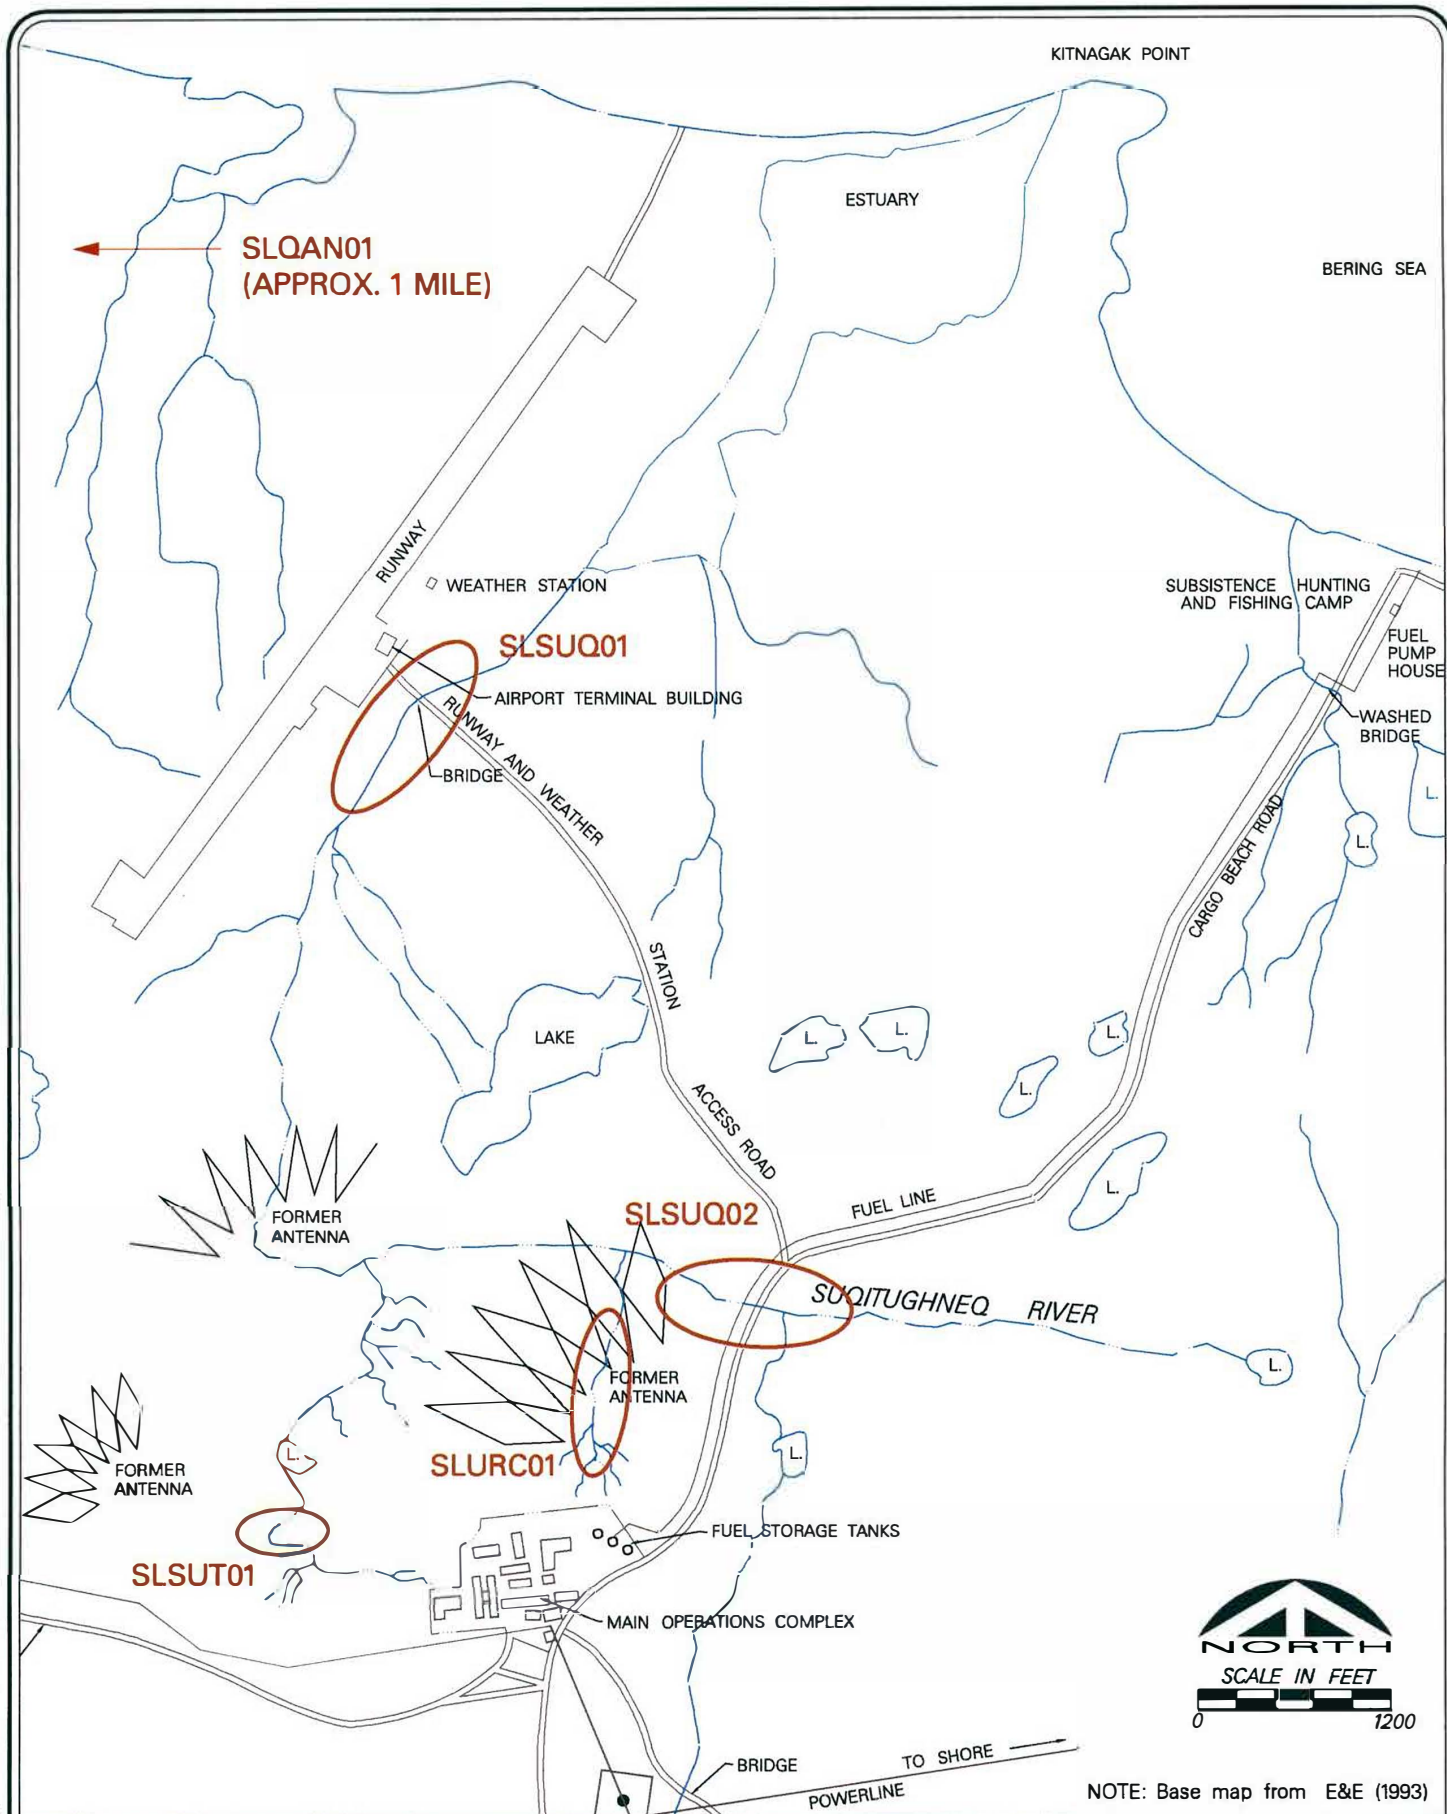 KITNAGAK POINT
ESTUARY
BERING SEA
SLQAN01
(APPROX. 1 MILE)
RUNWAY
WEATHER STATION
SUBSISTENCE HUNTING
AND FISHING CAMP
FUEL
PUMP
HOUSE
SLSUQ01
AIRPORT TERMINAL BUILDING
WASHED
BRIDGE
BRIDGE
RUNWAY AND WEATHER
STATION
ACCESS ROAD
L.
L.
CARGO BEACH ROAD
LAKE
L.
L.
L.
L.
L.
FORMER
ANTENNA
SLSUQ02
FUEL LINE
SUQITUGHNEQ RIVER
L.
FORMER
ANTENNA
L.
L.
SLURC01
FORMER
ANTENNA
FUEL STORAGE TANKS
SLSUT01
MAIN OPERATIONS COMPLEX
NORTH
SCALE IN FEET
0 1200
BRIDGE
TO SHORE
POWERLINE
NOTE: Base map from E&E (1993)